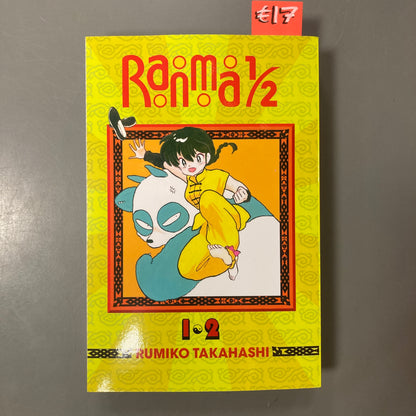 €17
Ranma ½
1•2
RUMIKO TAKAHASHI